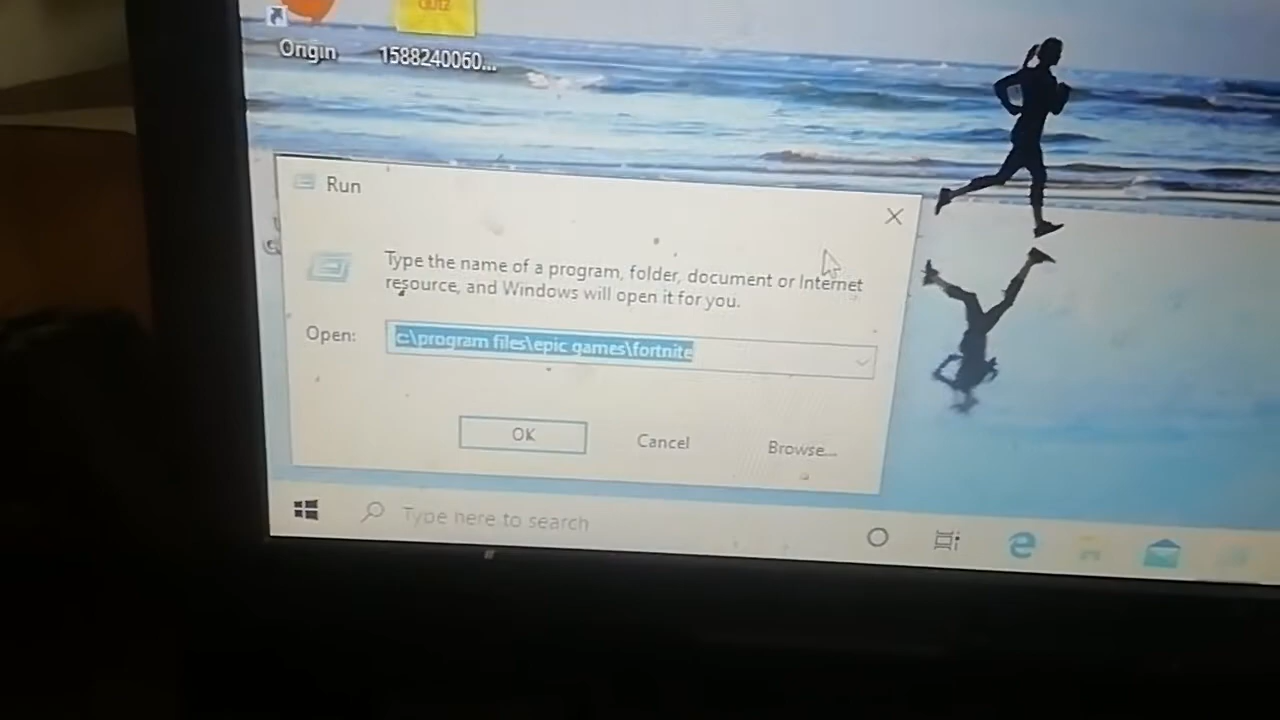 QUIZ
Origin
1588240060...
Run
Type the name of a program, folder, document or Internet
resource, and Windows will open it for you.
Open:
c\program files\epic games\fortnite
OK
Cancel
Browse...
Type here to search